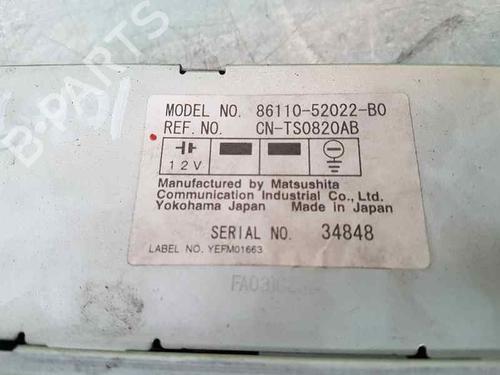 MODEL NO. 86110-52022-B0
REF. NO. CN-TS0820AB
12V
Manufactured by Matsushita
Communication Industrial Co., Ltd.
Yokohama Japan Made in Japan
SERIAL NO. 34848
LABEL NO. YEFM01663